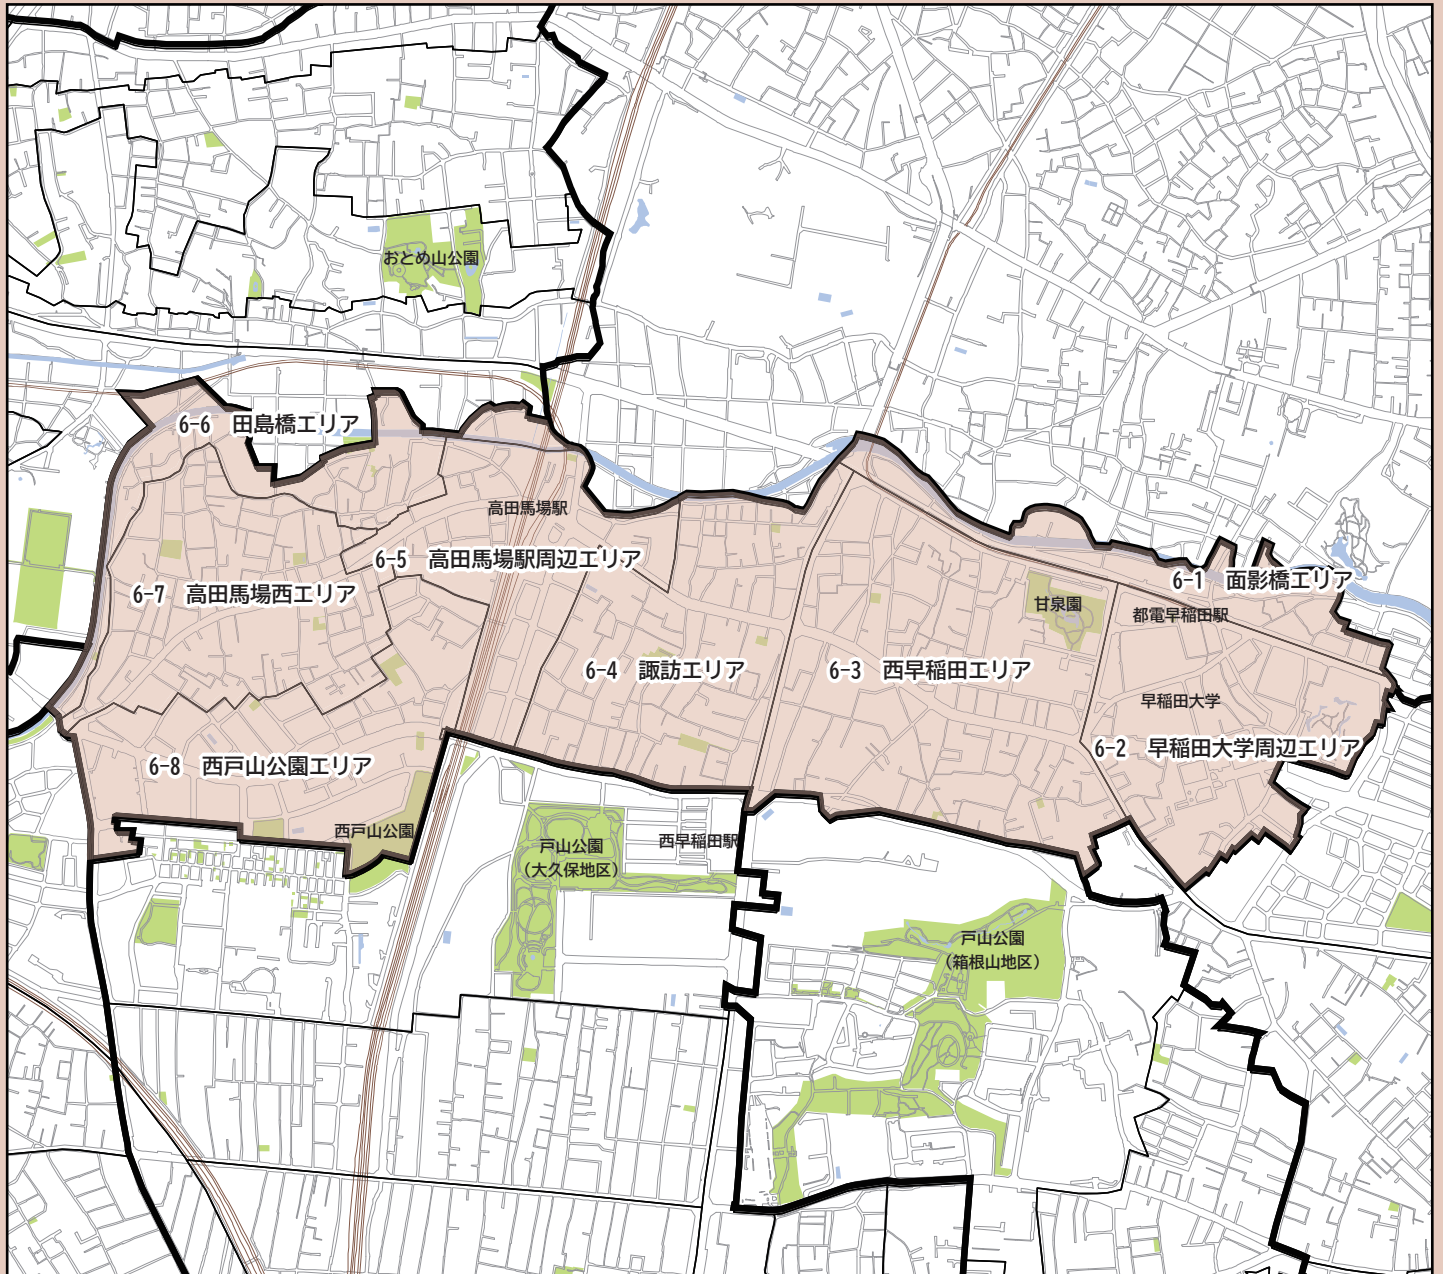 おとめ山公園
6-6 田島橋エリア
高田馬場駅
6-5 高田馬場駅周辺エリア
6-7 高田馬場西エリア
6-1 面影橋エリア
甘泉園
都電早稲田駅
6-4 諏訪エリア
6-3 西早稲田エリア
早稲田大学
6-2 早稲田大学周辺エリア
6-8 西戸山公園エリア
西戸山公園
戸山公園
(大久保地区)
西早稲田駅
戸山公園
(箱根山地区)